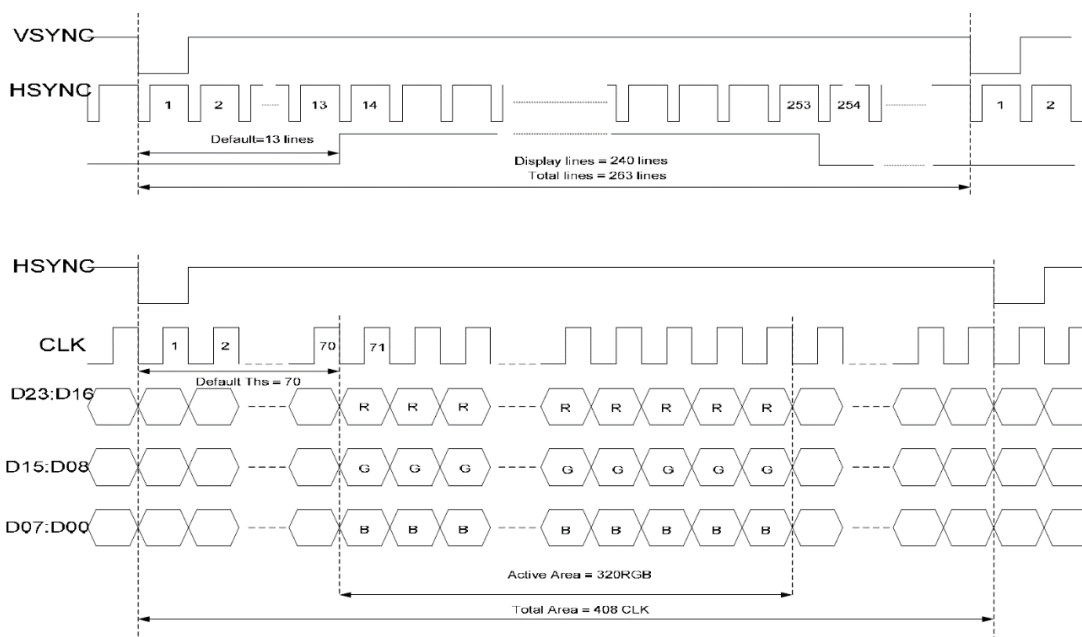 VSYNC
HSYNC
1 2 13 14 253 254 1 2
Default=13 lines
Display lines = 240 lines
Total lines = 263 lines
HSYNC
CLK
1 2 70 71
Default Ths = 70
D23:D16
R R R R R R R R
D15:D08
G G G G G G G G
D07:D00
B B B B B B B B
Active Area = 320RGB
Total Area = 408 CLK